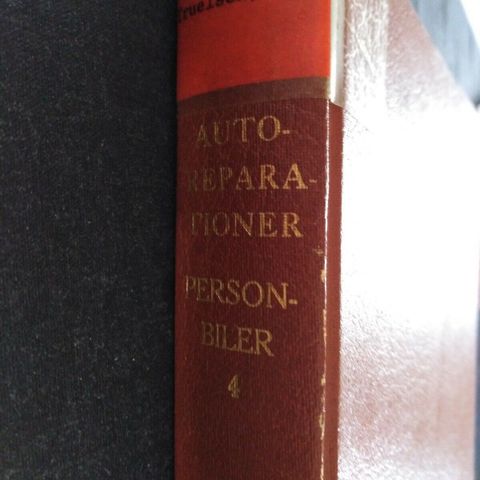 AUTO-
REPARA-
TIONER
PERSON-
BILER
4